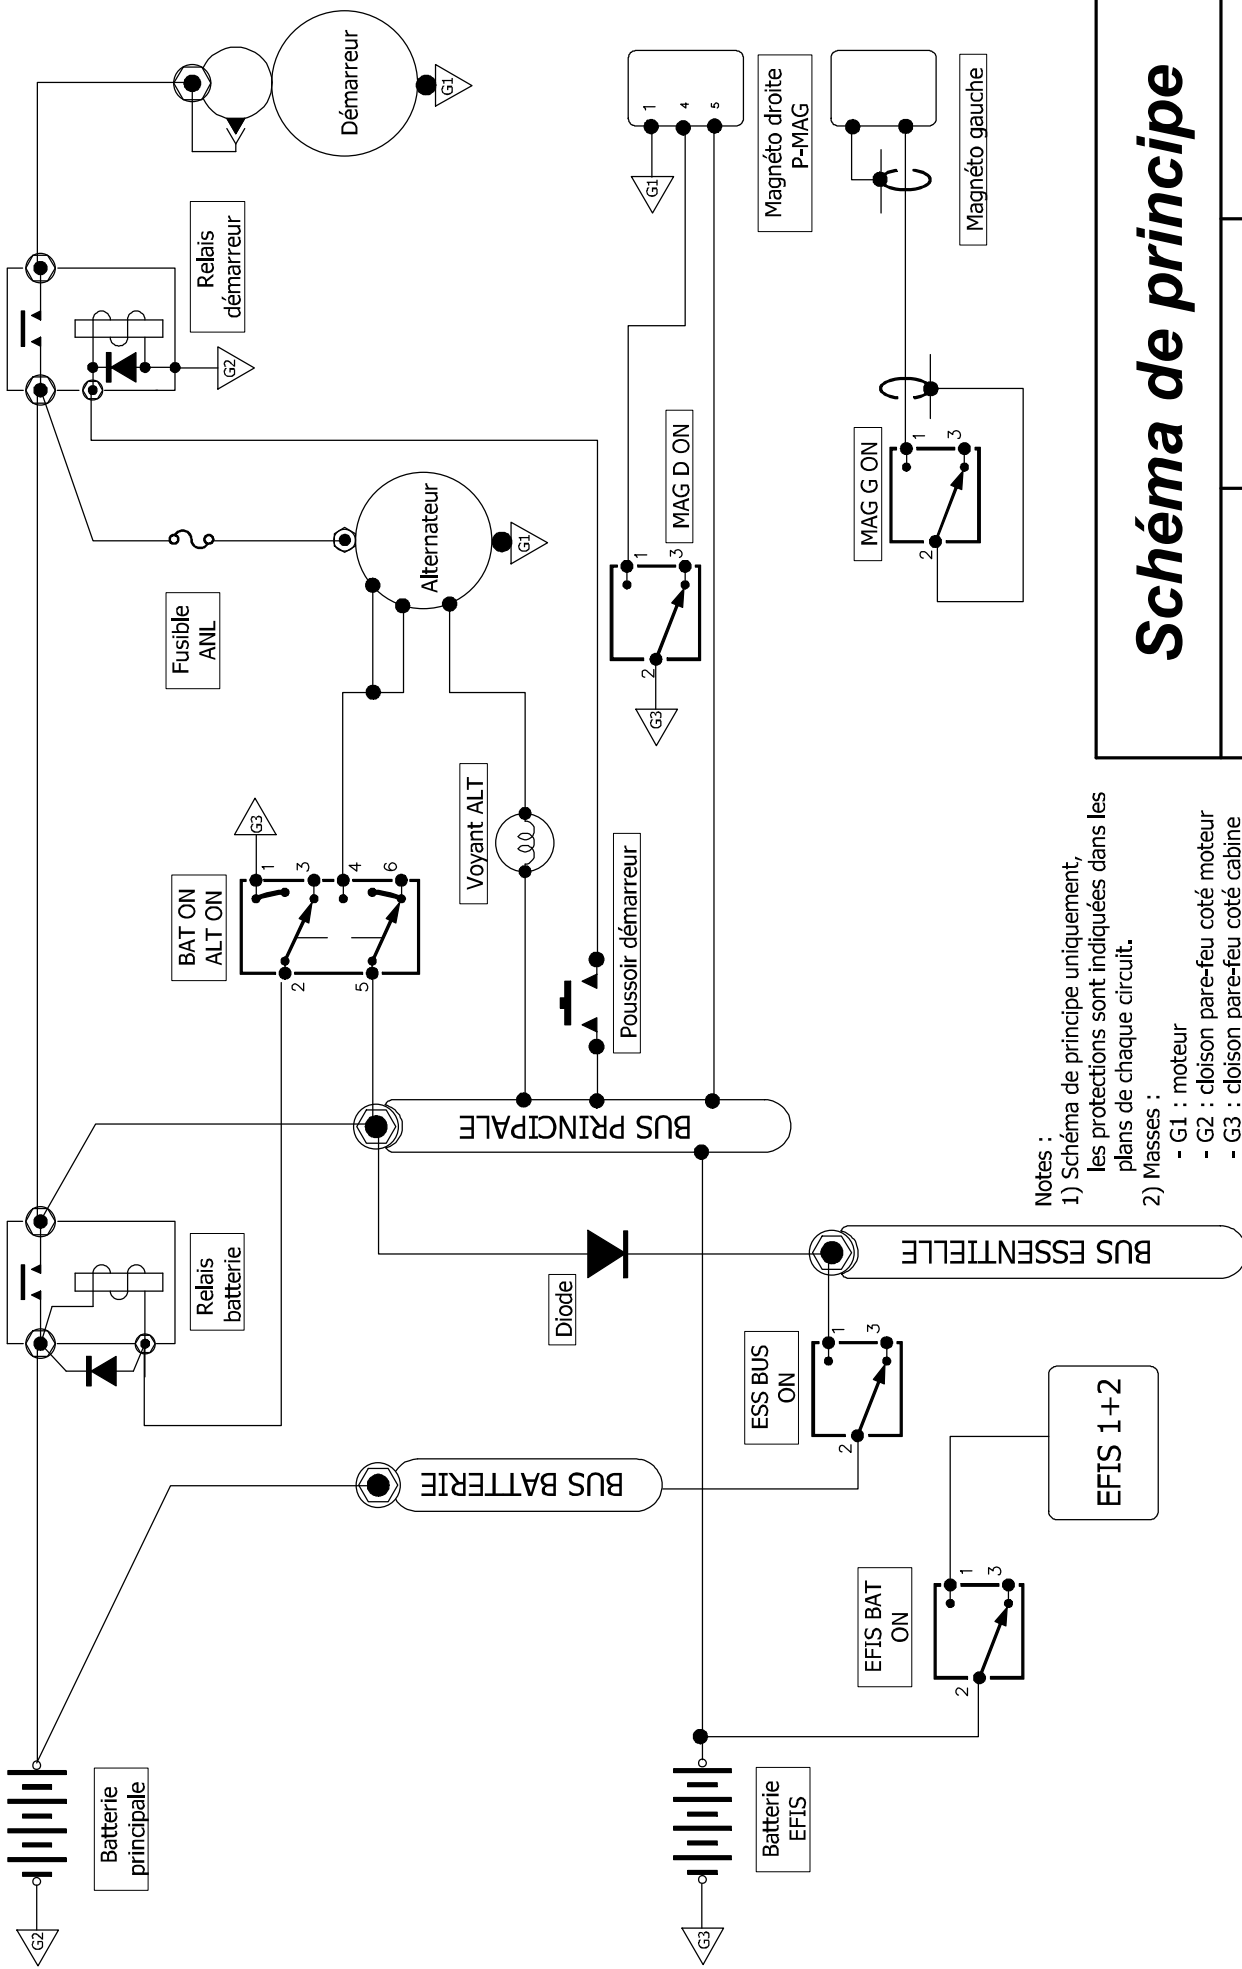 Démarreur
G1
Relais
démarreur
G2
1
4
5
G1
Magnéto droite
P-MAG
Magnéto gauche
Schéma de principe
Fusible
ANL
Alternateur
G1
MAG D ON
1
3
2
G3
MAG G ON
1
3
2
BAT ON
ALT ON
G3
1
3
4
6
2
5
Voyant ALT
Poussoir démarreur
BUS PRINCIPALE
Relais
batterie
Diode
BUS ESSENTIELLE
ESS BUS
ON
1
3
2
BUS BATTERIE
EFIS 1+2
EFIS BAT
ON
1
3
2
Batterie
principale
G2
Batterie
EFIS
G3
Notes :
1) Schéma de principe uniquement,
les protections sont indiquées dans les
plans de chaque circuit.
2) Masses :
- G1 : moteur
- G2 : cloison pare-feu coté moteur
- G3 : cloison pare-feu coté cabine